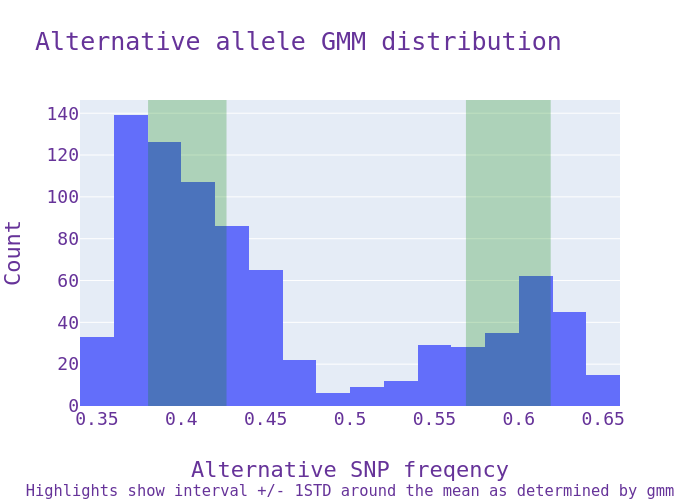 Alternative allele GMM distribution
140
120
100
80
60
40
20
0
Count
0.35 0.4 0.45 0.5 0.55 0.6 0.65
Alternative SNP freqency
Highlights show interval +/- 1STD around the mean as determined by gmm